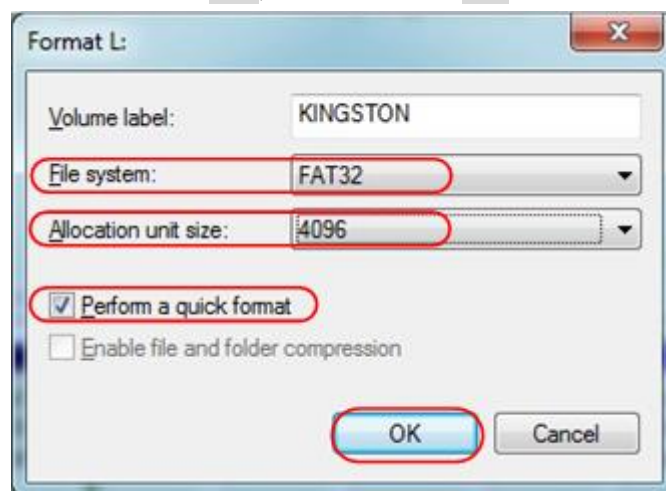 Format L:
Volume label: KINGSTON
File system: FAT32
Allocation unit size: 4096
Perform a quick format
Enable file and folder compression
OK Cancel